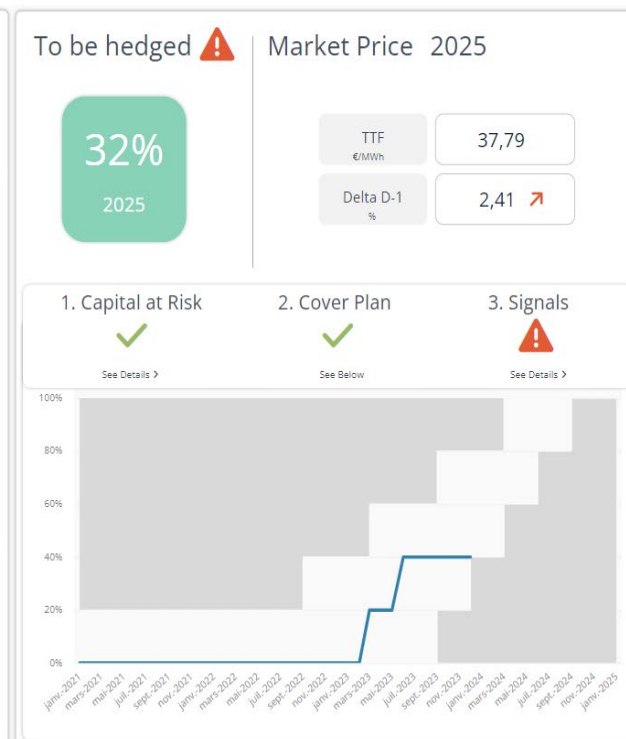 To be hedged
Market Price 2025
32%
2025
TTF
€/MWh
37,79
Delta D-1
%
2,41
1. Capital at Risk
2. Cover Plan
3. Signals
See Details >
See Below
See Details >
100%
80%
60%
40%
20%
0%
janv.-2021
mars-2021
mai-2021
juil.-2021
sept.-2021
nov.-2021
janv.-2022
mars-2022
mai-2022
juil.-2022
sept.-2022
nov.-2022
janv.-2023
mars-2023
mai-2023
juil.-2023
sept.-2023
nov.-2023
janv.-2024
mars-2024
mai-2024
juil.-2024
sept.-2024
nov.-2024
janv.-2025